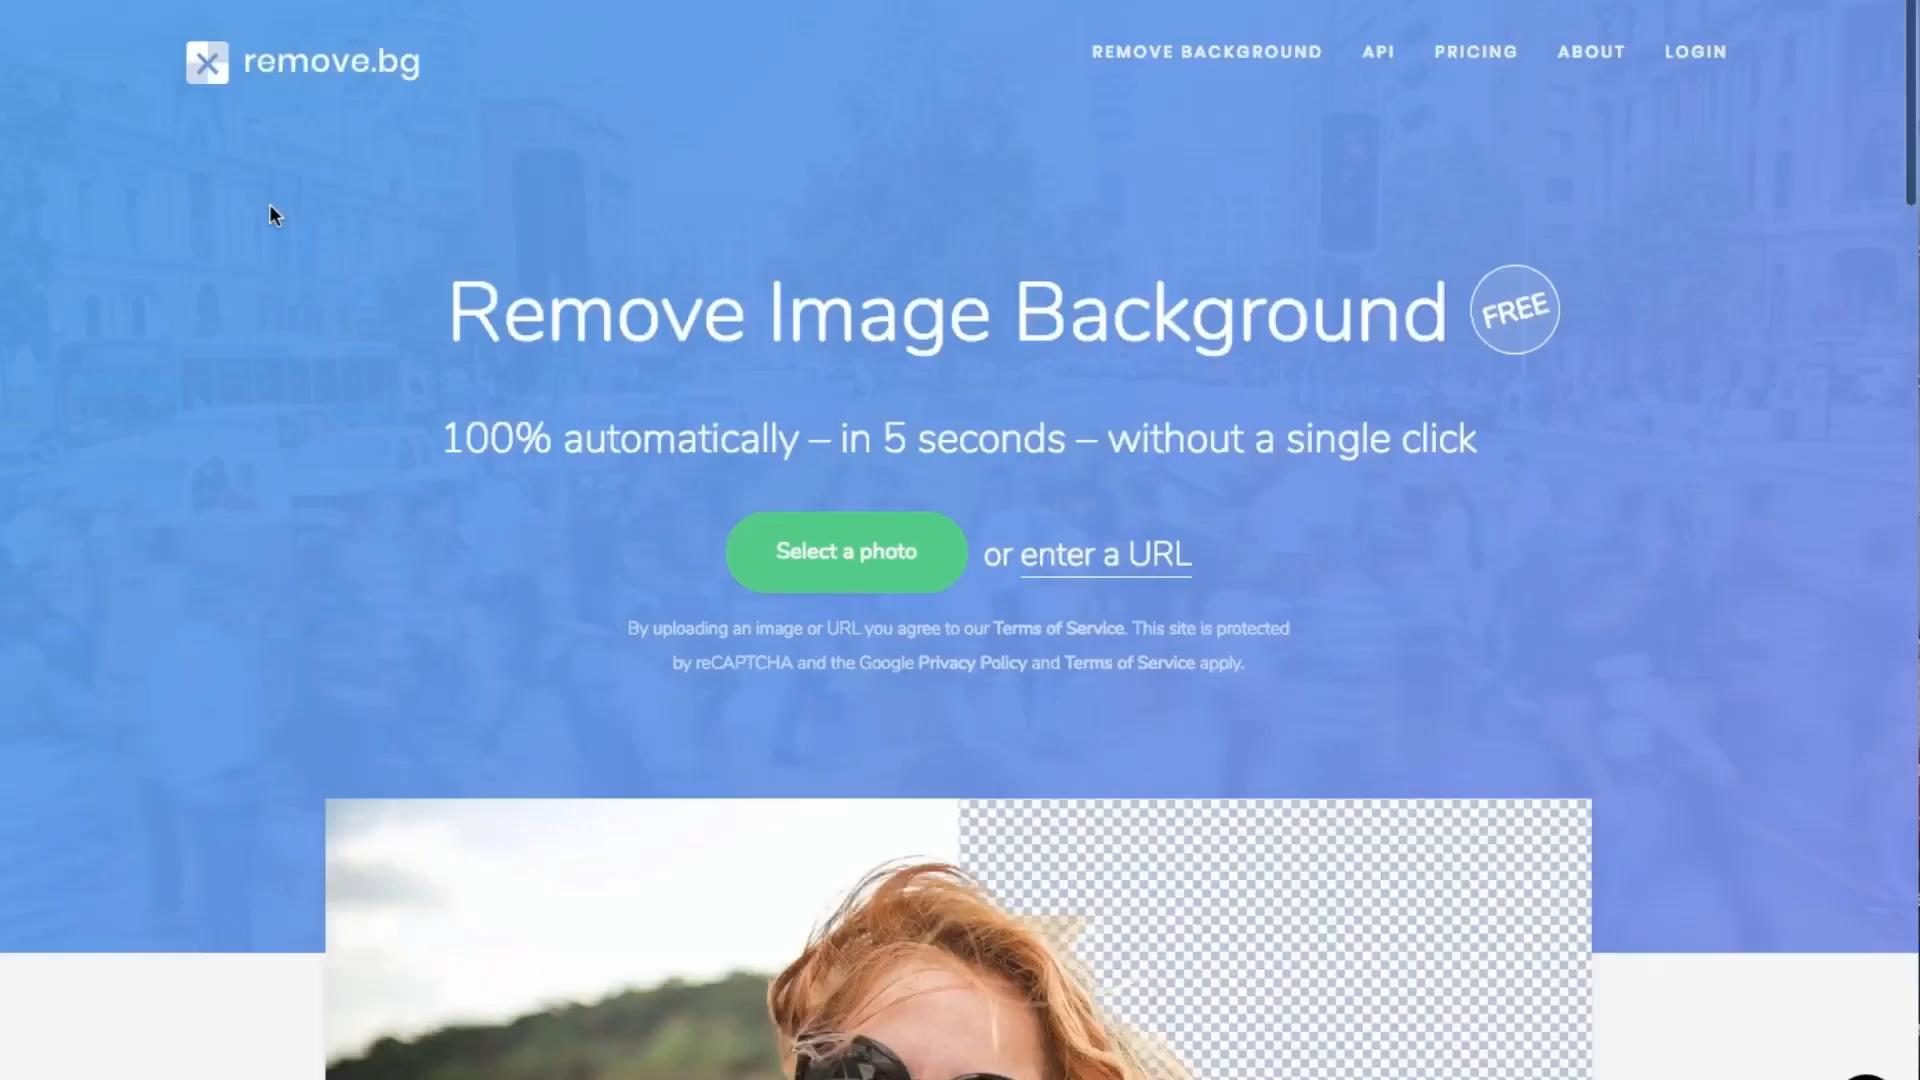 remove.bg
REMOVE BACKGROUND API PRICING ABOUT LOGIN
Remove Image Background FREE
100% automatically – in 5 seconds – without a single click
Select a photo or enter a URL
By uploading an image or URL you agree to our Terms of Service. This site is protected
by reCAPTCHA and the Google Privacy Policy and Terms of Service apply.